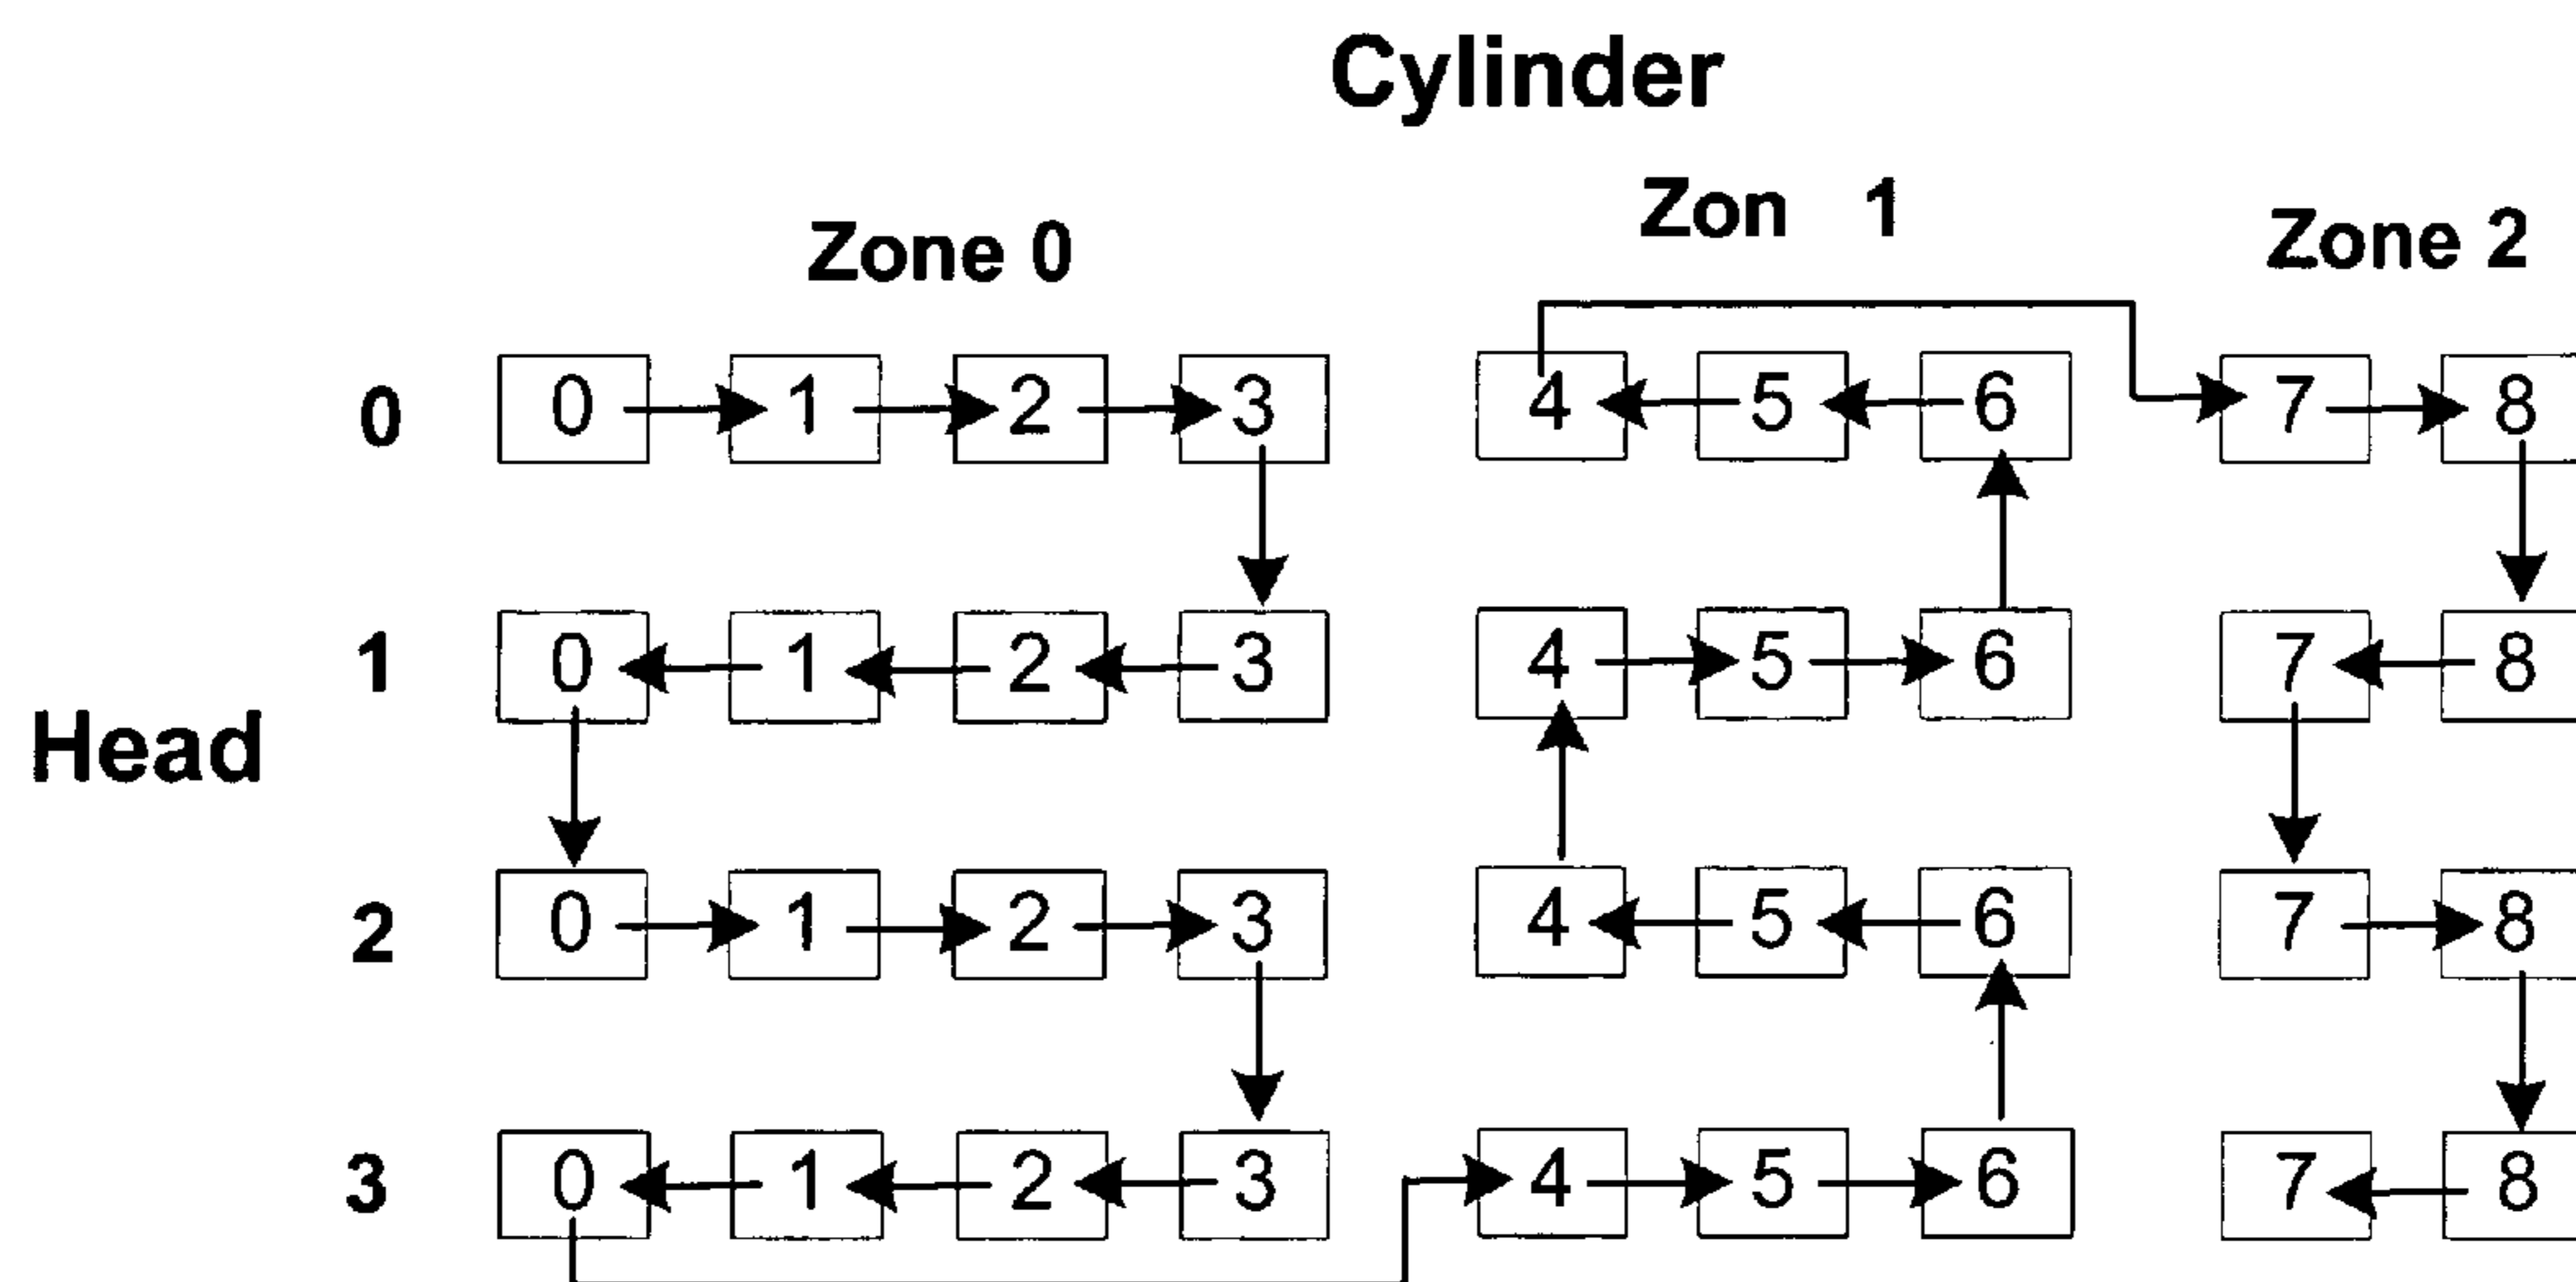 Cylinder
Zone 0 Zon 1 Zone 2
0 0 1 2 3 4 5 6 7 8
1 0 1 2 3 4 5 6 7 8
Head
2 0 1 2 3 4 5 6 7 8
3 0 1 2 3 4 5 6 7 8